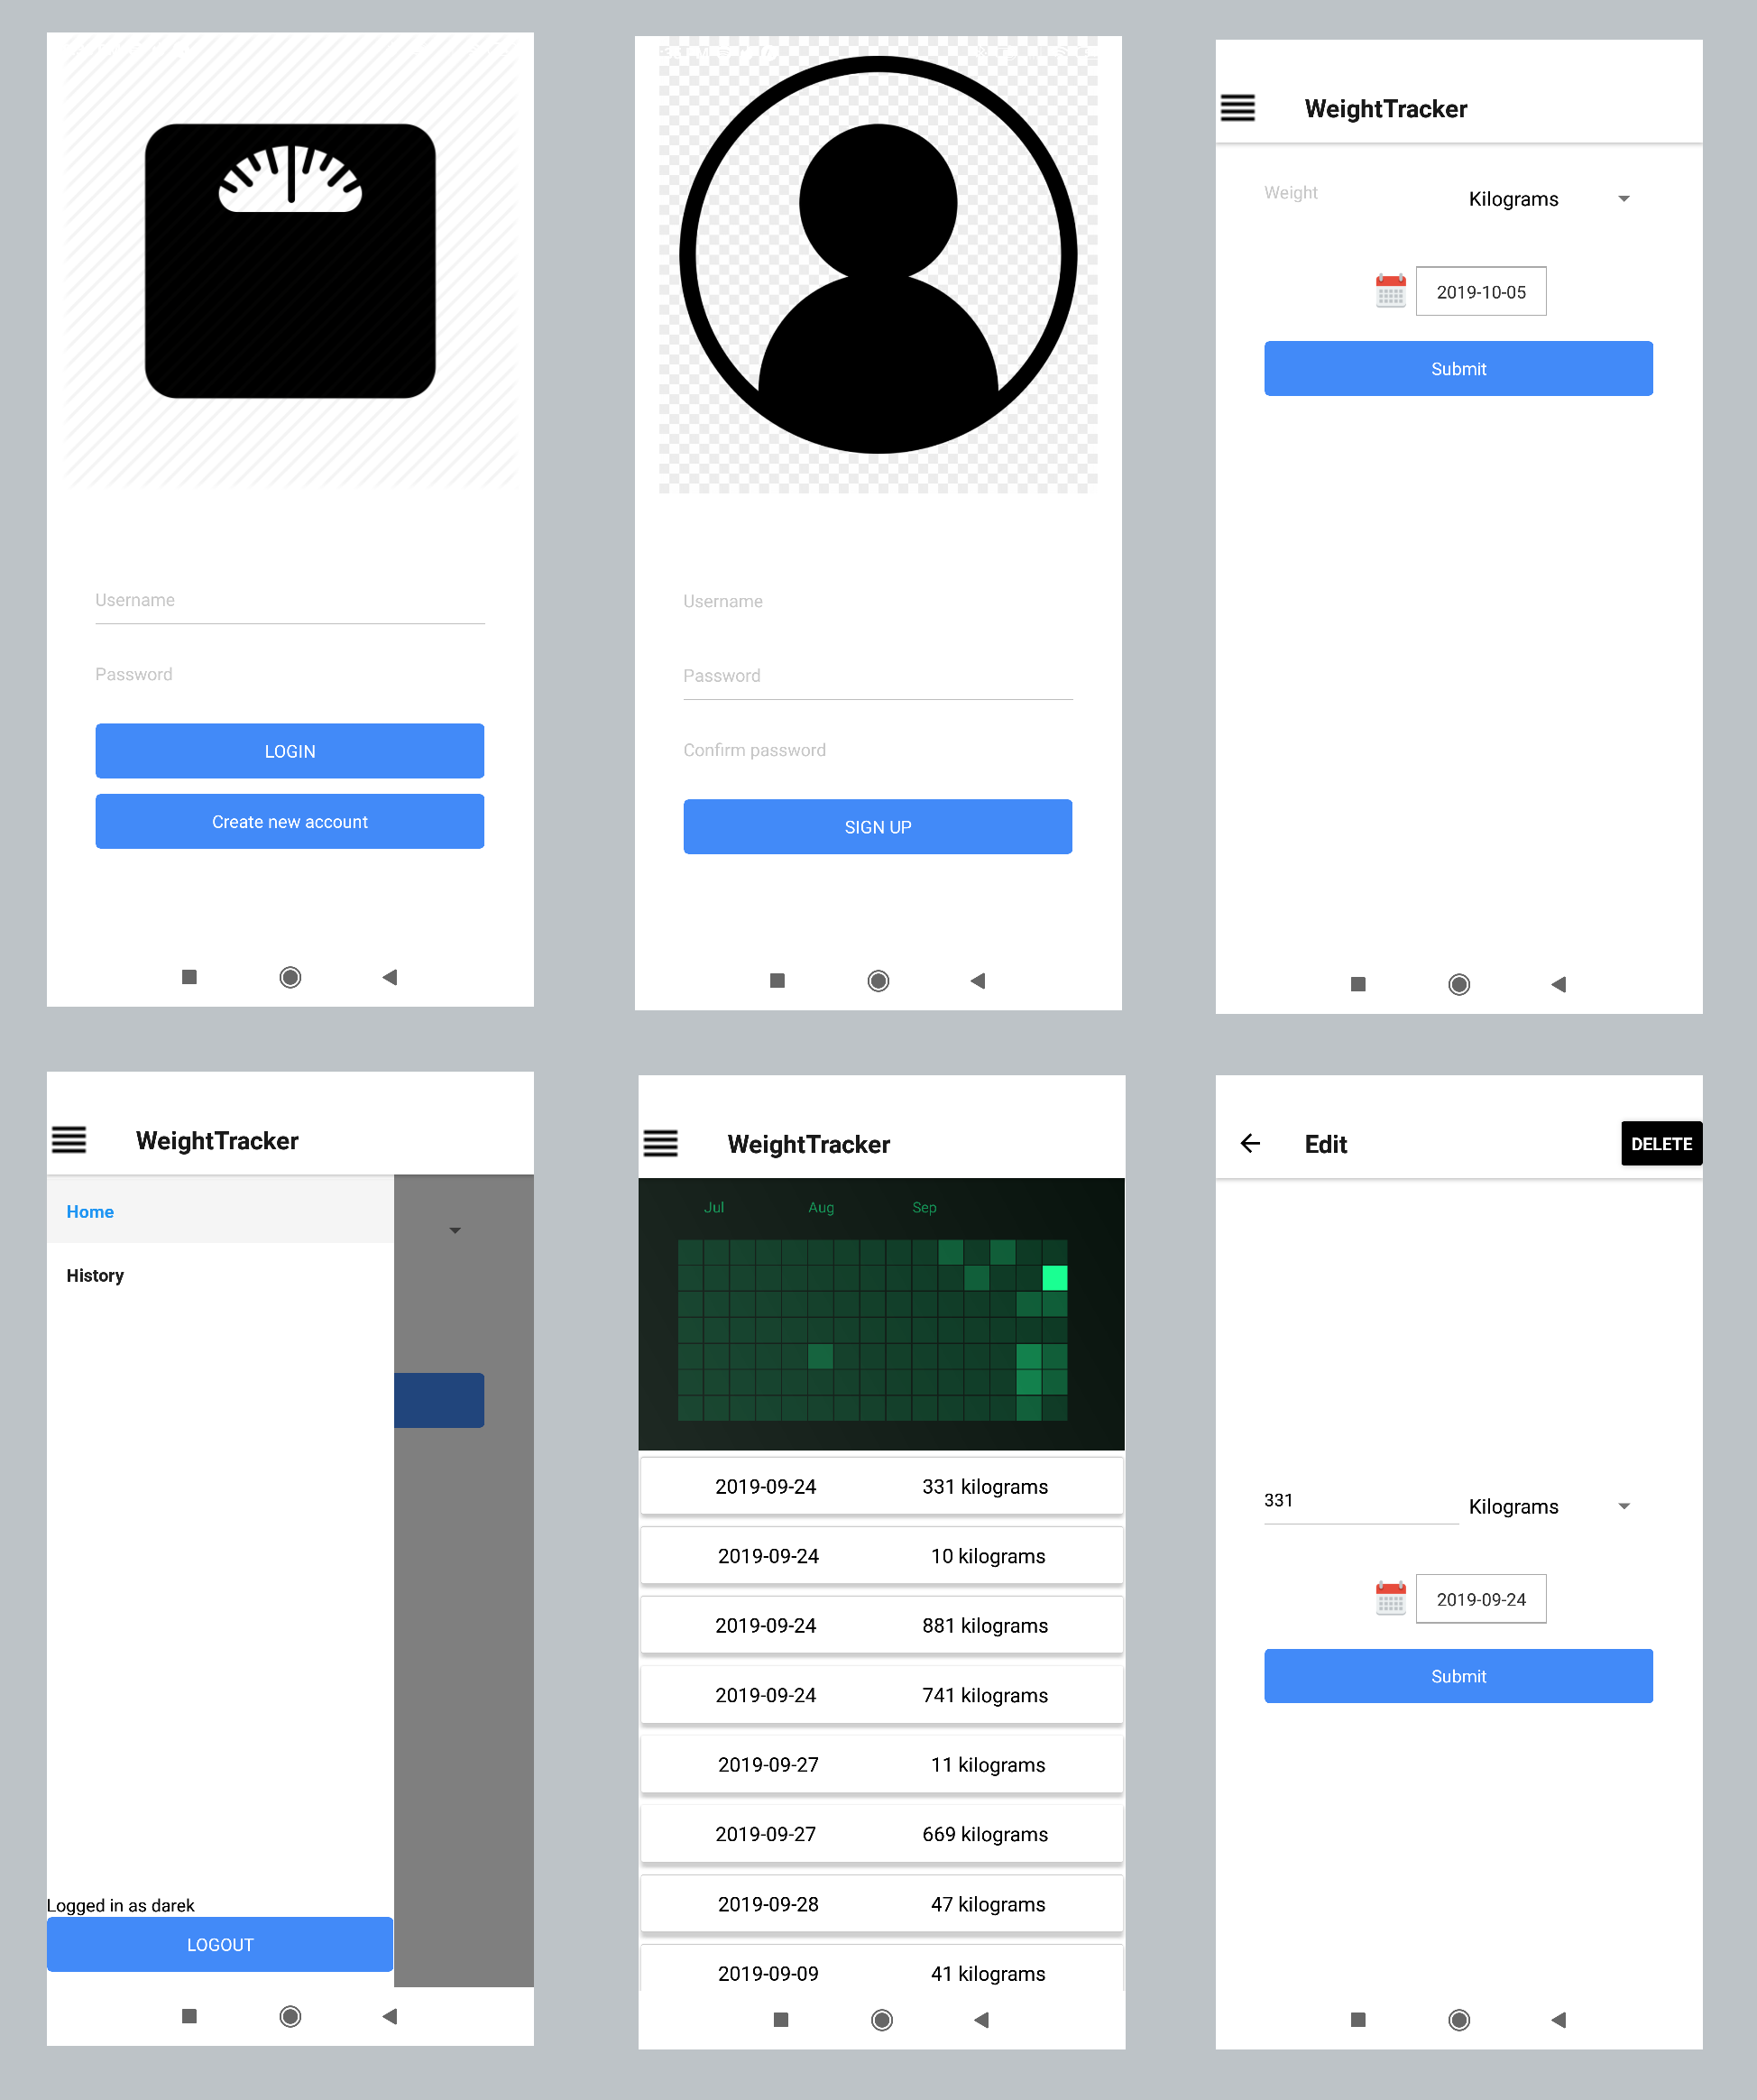 Username
Password
LOGIN
Create new account
Username
Password
Confirm password
SIGN UP
WeightTracker
Weight
Kilograms
2019-10-05
Submit
WeightTracker
Home
History
Logged in as darek
LOGOUT
WeightTracker
Jul Aug Sep
2019-09-24 331 kilograms
2019-09-24 10 kilograms
2019-09-24 881 kilograms
2019-09-24 741 kilograms
2019-09-27 11 kilograms
2019-09-27 669 kilograms
2019-09-28 47 kilograms
2019-09-09 41 kilograms
Edit
DELETE
331
Kilograms
2019-09-24
Submit